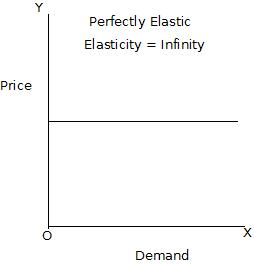 Y
Perfectly Elastic
Elasticity = Infinity
Price
O
X
Demand